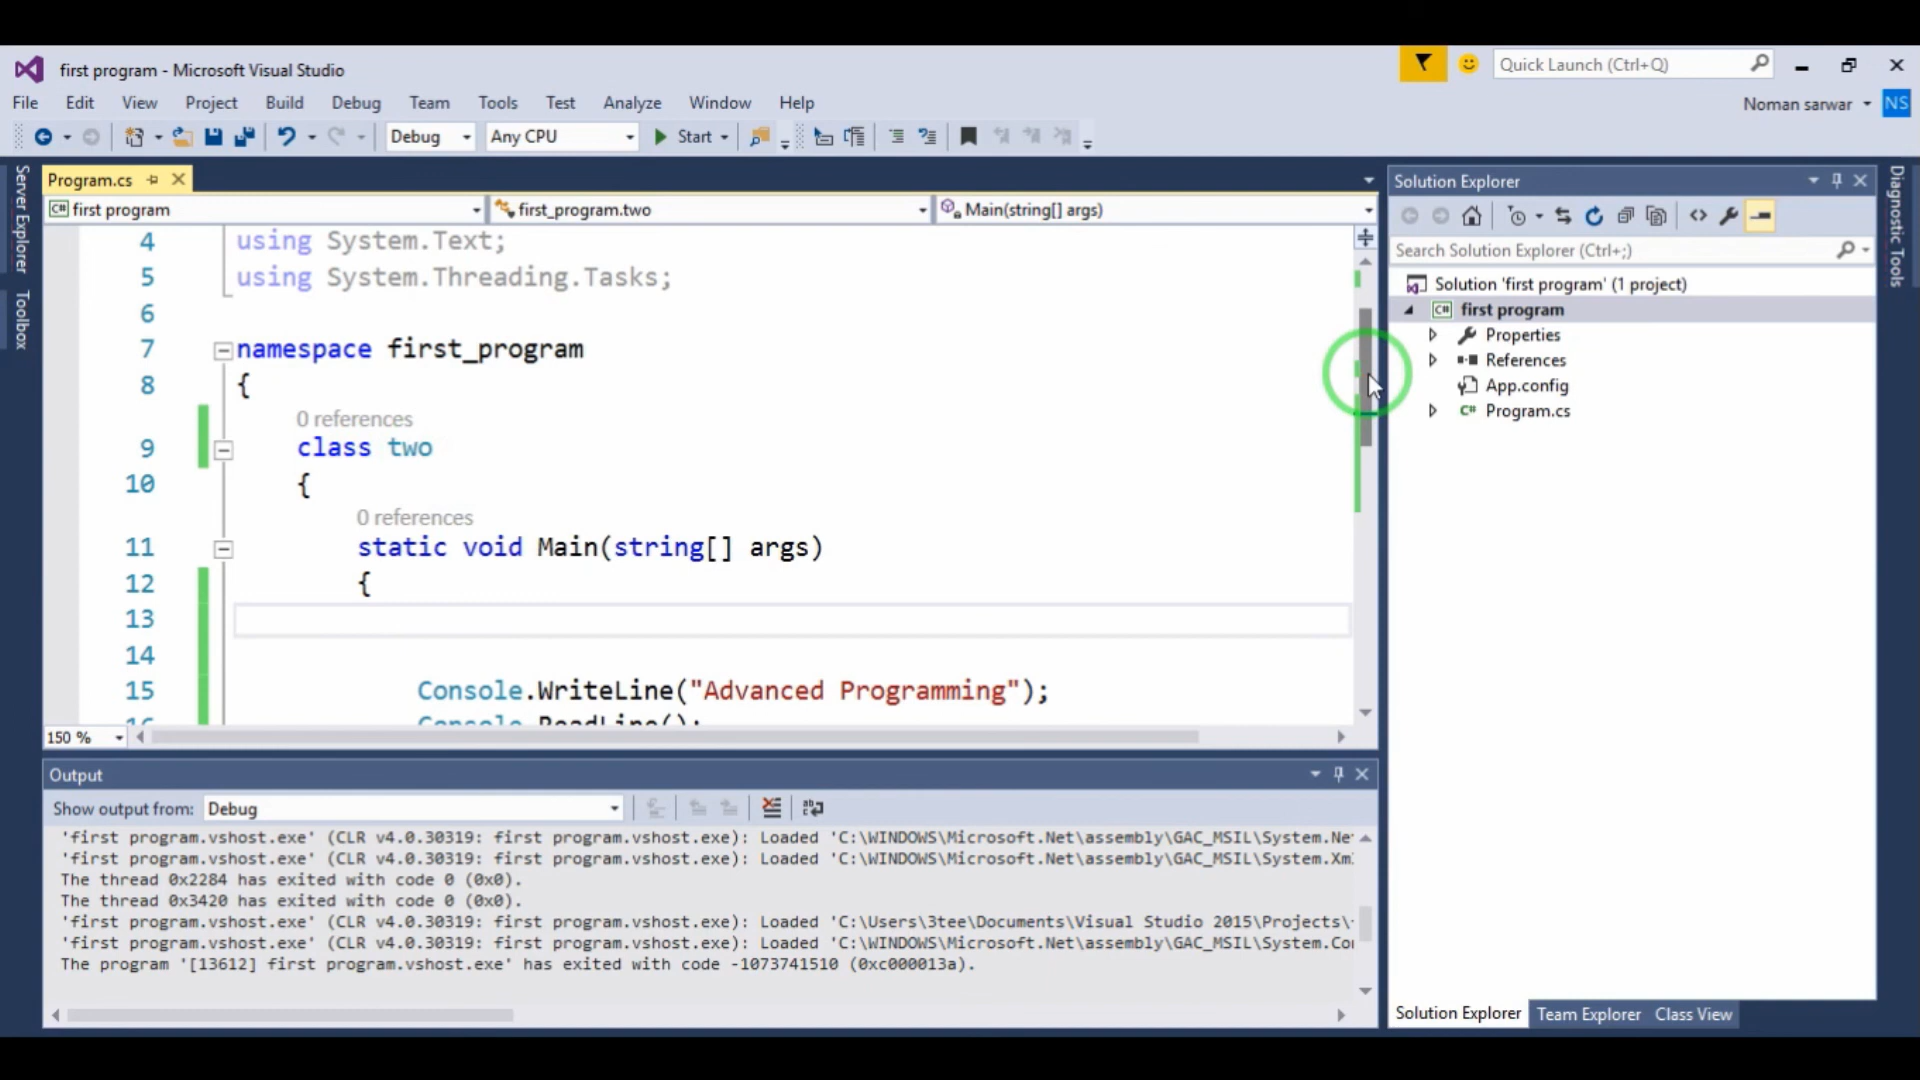 first program - Microsoft Visual Studio
Quick Launch (Ctrl+Q)
File Edit View Project Build Debug Team Tools Test Analyze Window Help
Noman sarwar NS
Debug Any CPU Start
Server Explorer
Toolbox
Program.cs
first program first_program.two Main(string[] args)
4 using System.Text;
5 using System.Threading.Tasks;
6
7 namespace first_program
8 {
0 references
9 class two
10 {
0 references
11 static void Main(string[] args)
12 {
13
14
15 Console.WriteLine("Advanced Programming");
16 Console.ReadLine();
150 %
Output
Show output from: Debug
'first program.vshost.exe' (CLR v4.0.30319: first program.vshost.exe): Loaded 'C:\WINDOWS\Microsoft.Net\assembly\GAC_MSIL\System.Ne
'first program.vshost.exe' (CLR v4.0.30319: first program.vshost.exe): Loaded 'C:\WINDOWS\Microsoft.Net\assembly\GAC_MSIL\System.Xm
The thread 0x2284 has exited with code 0 (0x0).
The thread 0x3420 has exited with code 0 (0x0).
'first program.vshost.exe' (CLR v4.0.30319: first program.vshost.exe): Loaded 'C:\Users\3tee\Documents\Visual Studio 2015\Projects\
'first program.vshost.exe' (CLR v4.0.30319: first program.vshost.exe): Loaded 'C:\WINDOWS\Microsoft.Net\assembly\GAC_MSIL\System.Co
The program '[13612] first program.vshost.exe' has exited with code -1073741510 (0xc000013a).
Solution Explorer
Search Solution Explorer (Ctrl+;)
Solution 'first program' (1 project)
C# first program
Properties
References
App.config
C# Program.cs
Solution Explorer Team Explorer Class View
Diagnostic Tools